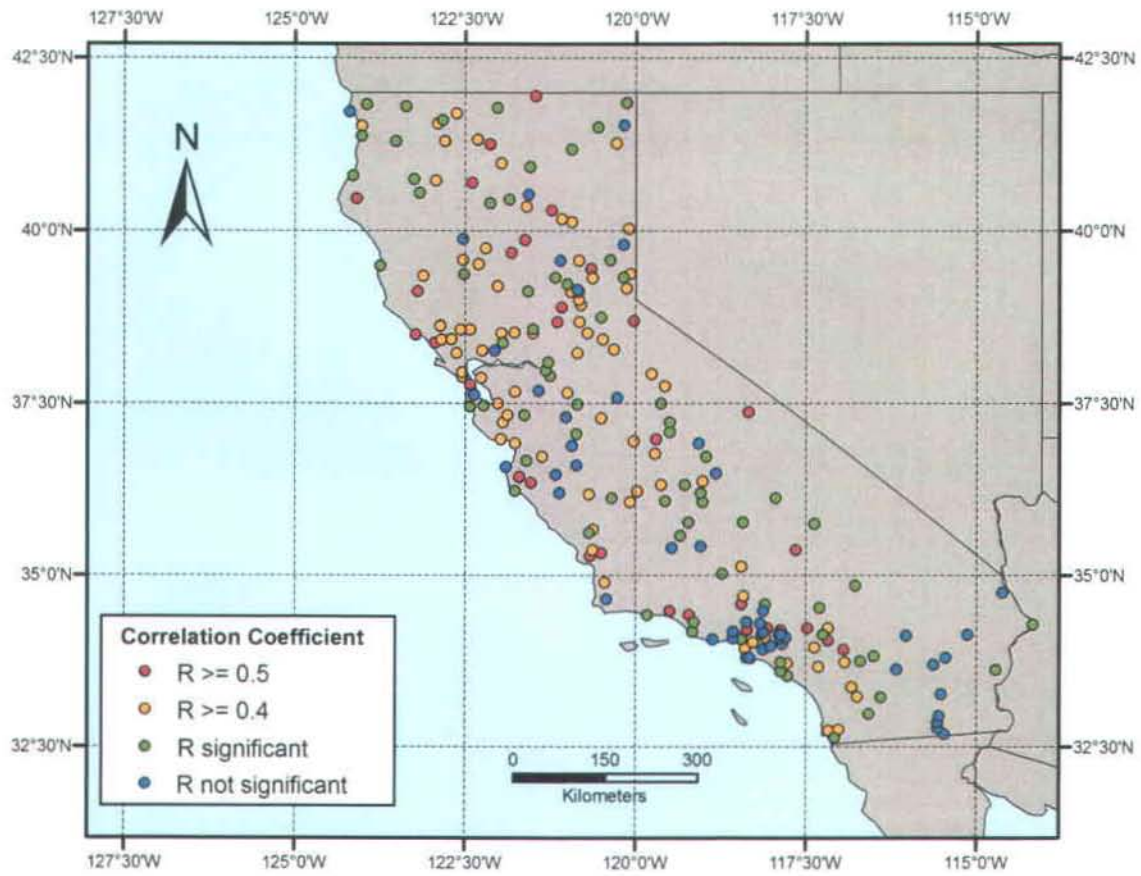 127°30'W 125°0'W 122°30'W 120°0'W 117°30'W 115°0'W
42°30'N 42°30'N
N
40°0'N 40°0'N
37°30'N 37°30'N
35°0'N 35°0'N
Correlation Coefficient
R >= 0.5
R >= 0.4
R significant
R not significant
32°30'N 32°30'N
0 150 300
Kilometers
127°30'W 125°0'W 122°30'W 120°0'W 117°30'W 115°0'W